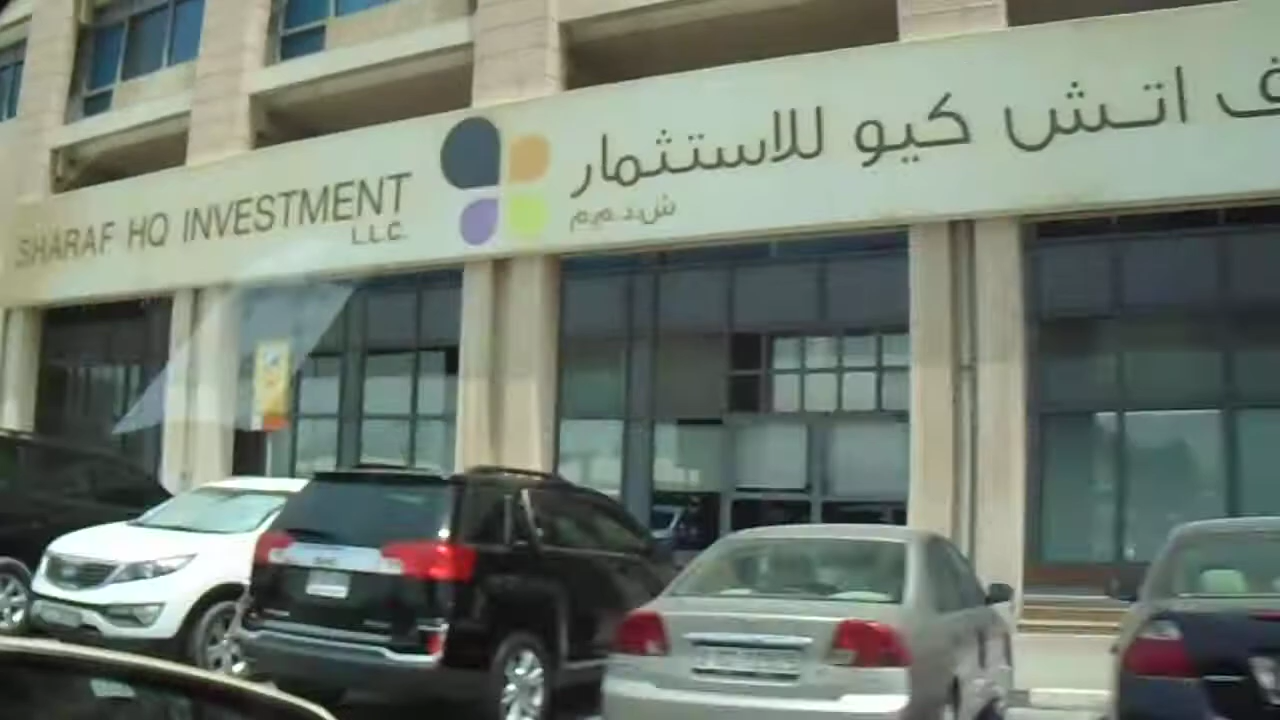 SHARAF HQ INVESTMENT
L.L.C.
ف اتش كيو للاستثمار
ش.ذ.م.م